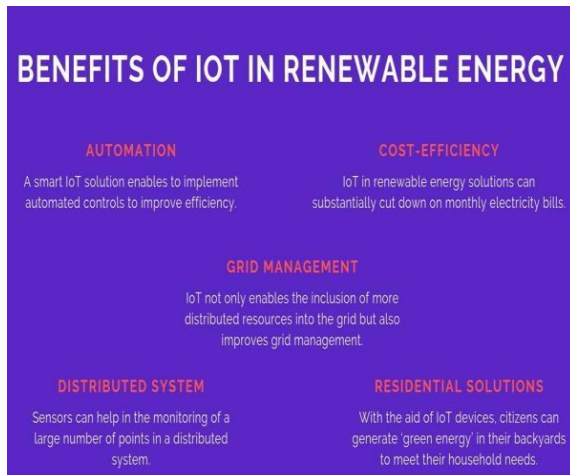 BENEFITS OF IOT IN RENEWABLE ENERGY
AUTOMATION
A smart IoT solution enables to implement
automated controls to improve efficiency.
COST-EFFICIENCY
IoT in renewable energy solutions can
substantially cut down on monthly electricity bills.
GRID MANAGEMENT
IoT not only enables the inclusion of more
distributed resources into the grid but also
improves grid management.
DISTRIBUTED SYSTEM
Sensors can help in the monitoring of a
large number of points in a distributed
system.
RESIDENTIAL SOLUTIONS
With the aid of IoT devices, citizens can
generate 'green energy' in their backyards
to meet their household needs.